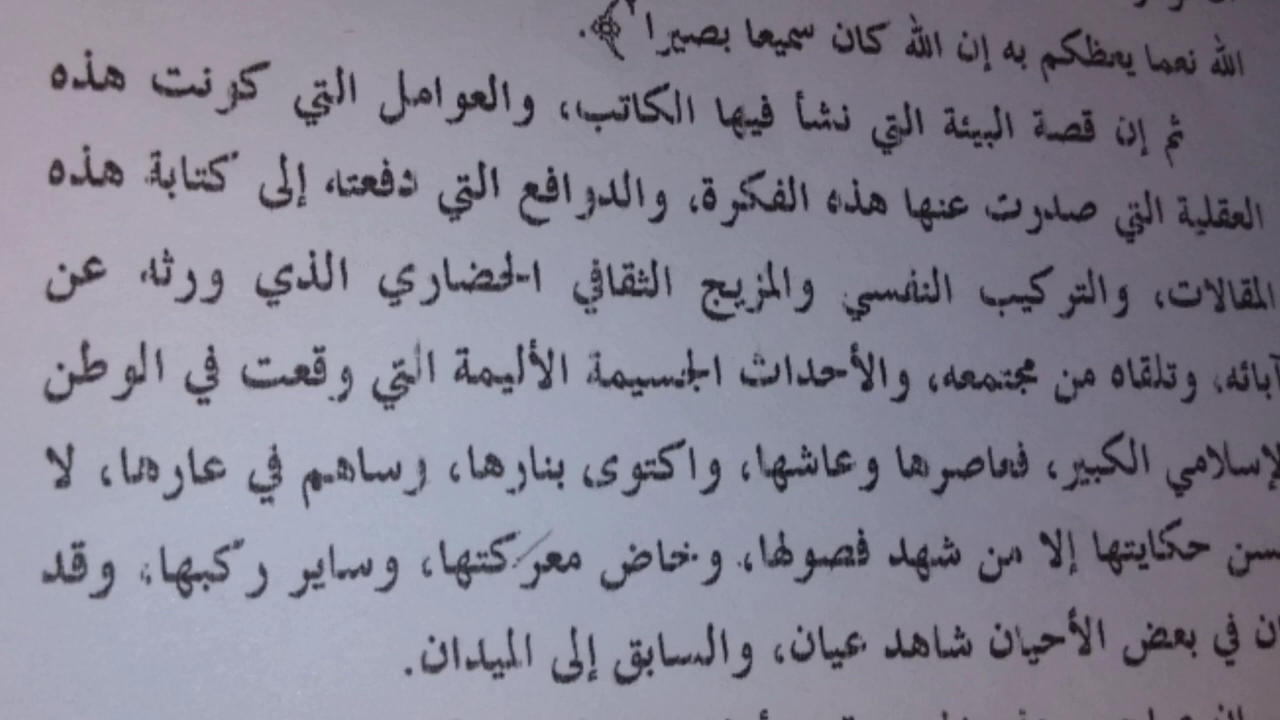 الله نعما يعظكم به إن الله كان سميعا بصيرا﴾.
ثم إن قصة البيئة التي نشأ فيها الكاتب، والعوامل التي كونت هذه
العقلية التي صدرت عنها هذه الفكرة، والدوافع التي دفعته إلى كتابة هذه
المقالات، والتركيب النفسي والمزيج الثقافي الحضاري الذي ورثه عن
آبائه، وتلقاه من مجتمعه، والأحداث الجسيمة الأليمة التي وقعت في الوطن
لإسلامي الكبير، فعاصرها وعاشها، واكتوى بنارها، وساهم في عارها، لا
سن حكايتها إلا من شهد فصولها، وخاض معركتها، وساير ركبها، وقد
ان في بعض الأحيان شاهد عيان، والسابق إلى الميدان.